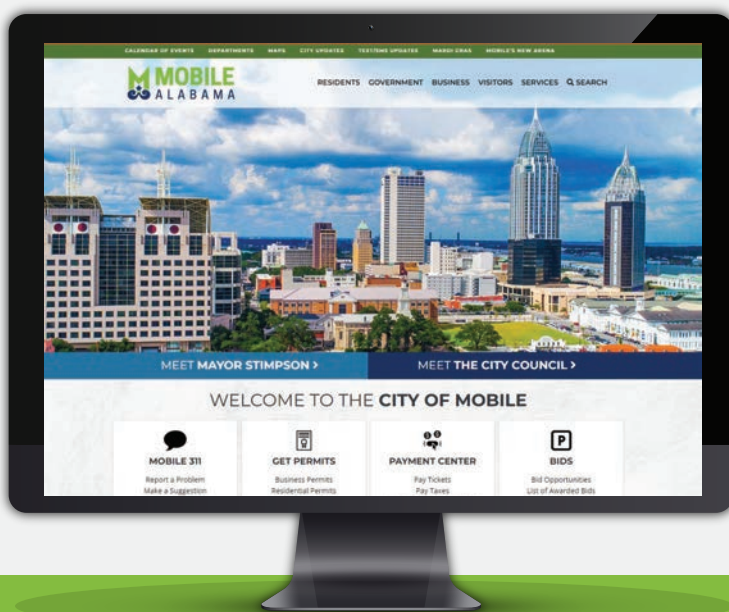 CALENDAR OF EVENTS DEPARTMENTS MAPS CITY UPDATES TEXT/SMS UPDATES MARDI GRAS MOBILE'S NEW ARENA
MOBILE
ALABAMA
RESIDENTS GOVERNMENT BUSINESS VISITORS SERVICES SEARCH
MEET MAYOR STIMPSON > MEET THE CITY COUNCIL >
WELCOME TO THE CITY OF MOBILE
P
MOBILE 311 GET PERMITS PAYMENT CENTER BIDS
Report a Problem Business Permits Pay Tickets Bid Opportunities
Make a Suggestion Residential Permits Pay Taxes List of Awarded Bids